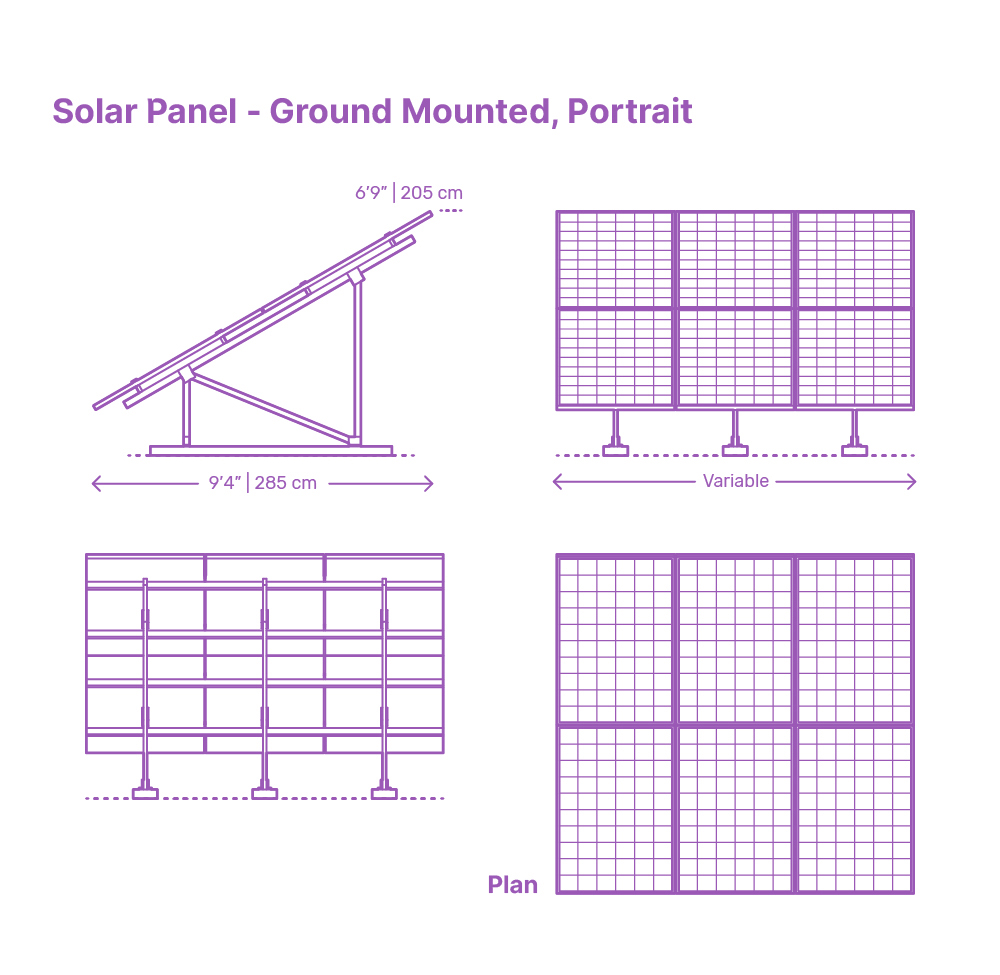 Solar Panel - Ground Mounted, Portrait
6’9” | 205 cm
9’4” | 285 cm
Variable
Plan